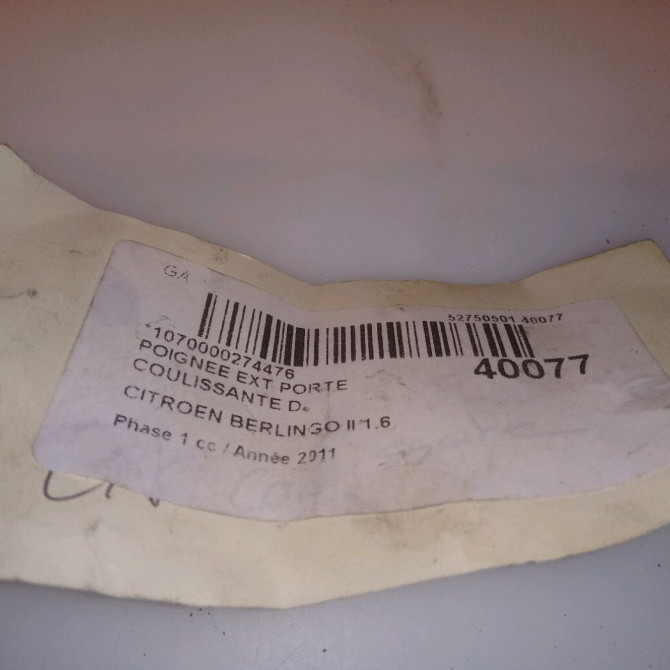 GA
52750501 40077
*1070000274476
40077
POIGNEE EXT PORTE
COULISSANTE D.
CITROEN BERLINGO II 1.6
Phase 1 cc / Année 2011